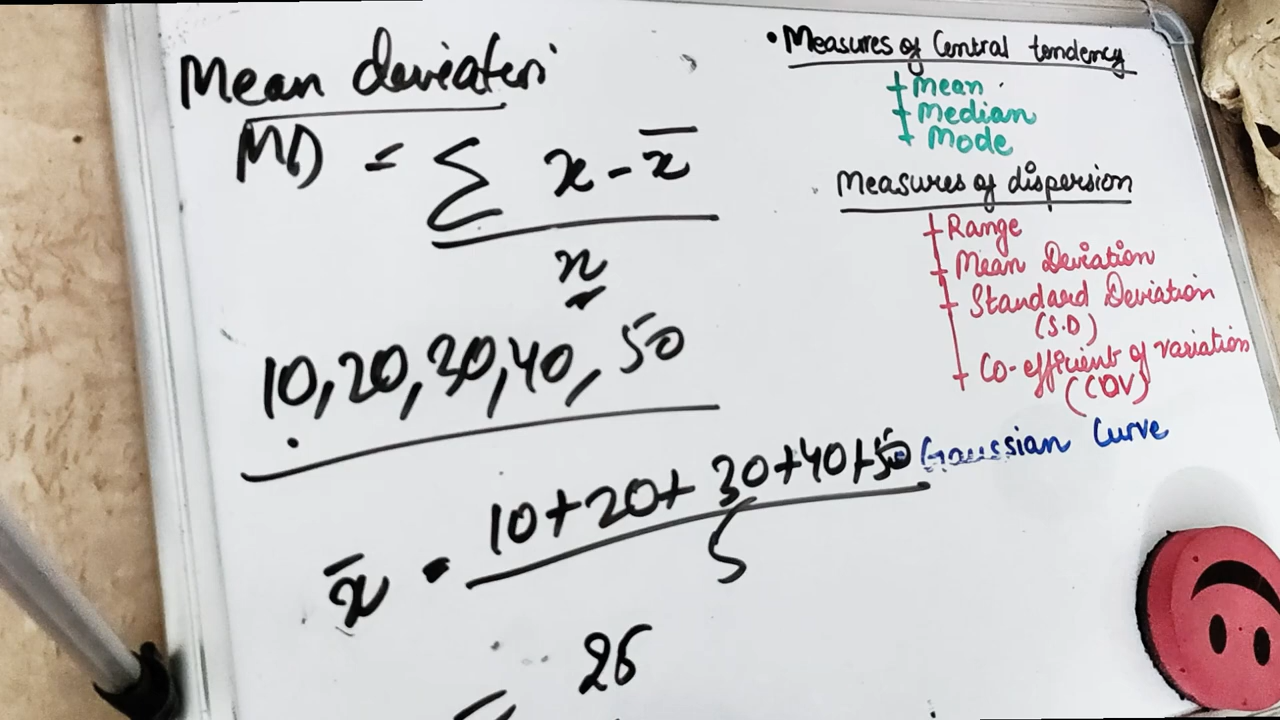 Mean deviation
MD = Σ x - x̄
n
10, 20, 30, 40, 50
x̄ = 10 + 20 + 30 + 40 + 50
5
• Measures of Central tendency
Mean
Median
Mode
Measures of dispersion
Range
Mean Deviation
Standard Deviation
(S.D)
Co-efficient of variation
(COV)
Gaussian Curve